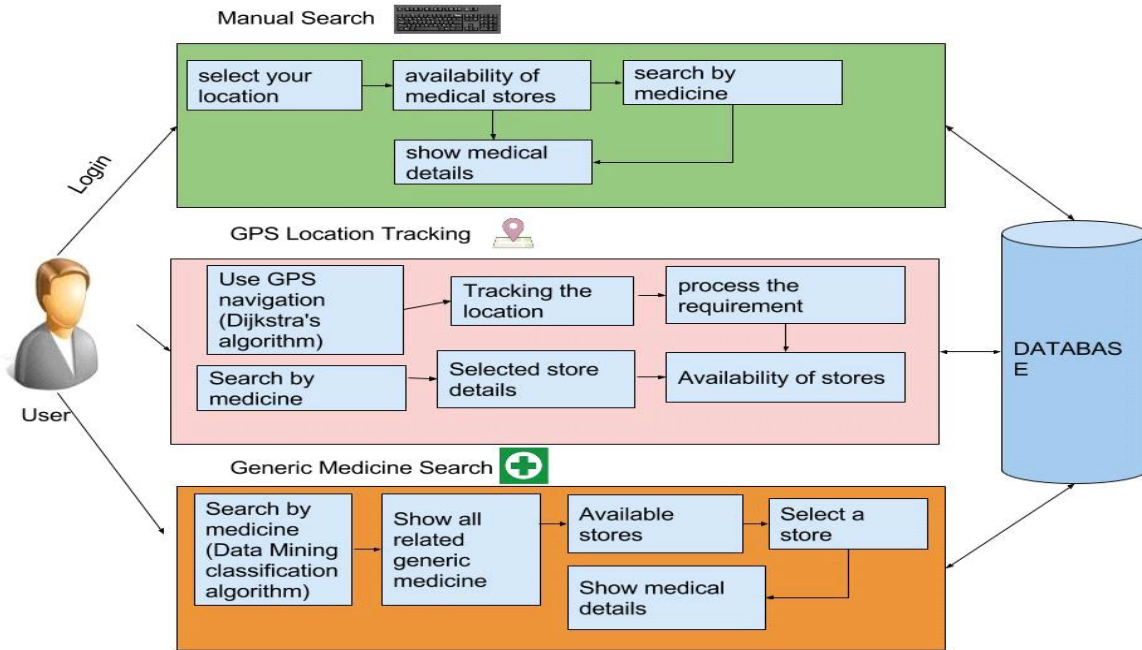 Manual Search
select your
location
availability of
medical stores
search by
medicine
show medical
details
Login
GPS Location Tracking
Use GPS
navigation
(Dijkstra's
algorithm)
Tracking the
location
process the
requirement
Search by
medicine
Selected store
details
Availability of stores
User
DATABAS
E
Generic Medicine Search
Search by
medicine
(Data Mining
classification
algorithm)
Show all
related
generic
medicine
Available
stores
Select a
store
Show medical
details